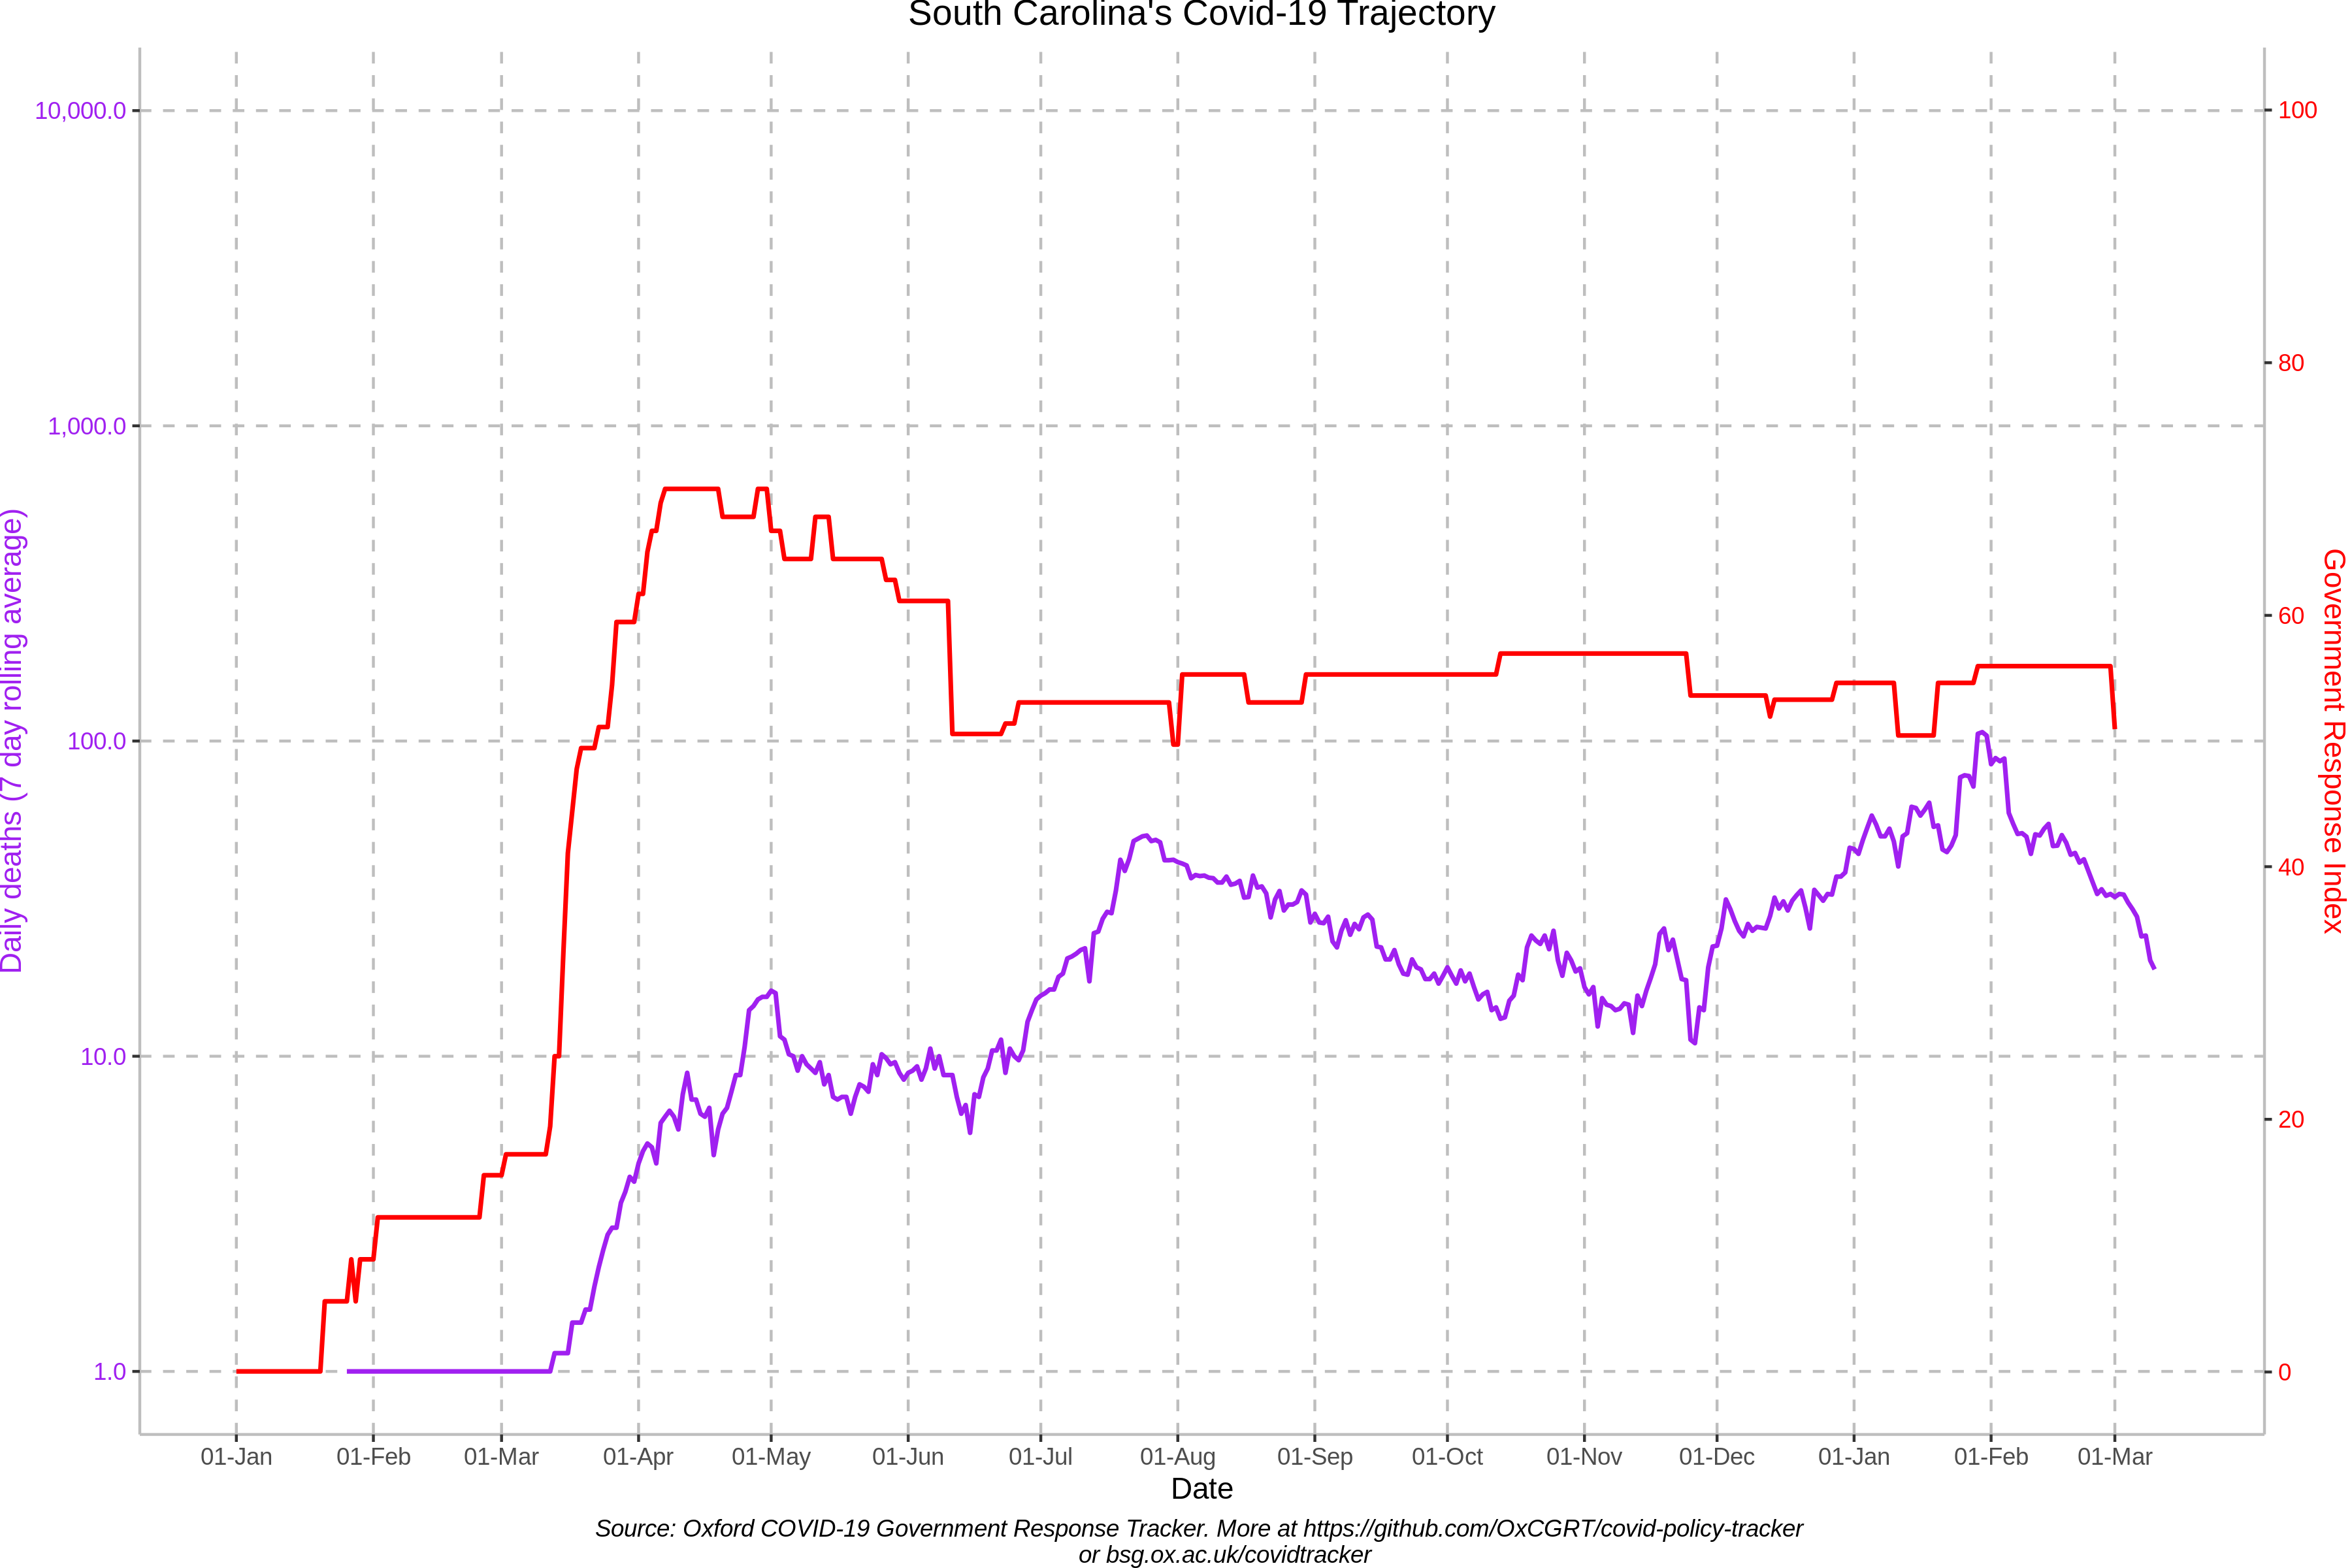 South Carolina's Covid-19 Trajectory
10,000.0
1,000.0
100.0
10.0
1.0
Daily deaths (7 day rolling average)
100
80
60
40
20
0
Government Response Index
01-Jan 01-Feb 01-Mar 01-Apr 01-May 01-Jun 01-Jul 01-Aug 01-Sep 01-Oct 01-Nov 01-Dec 01-Jan 01-Feb 01-Mar
Date
Source: Oxford COVID-19 Government Response Tracker. More at https://github.com/OxCGRT/covid-policy-tracker
or bsg.ox.ac.uk/covidtracker